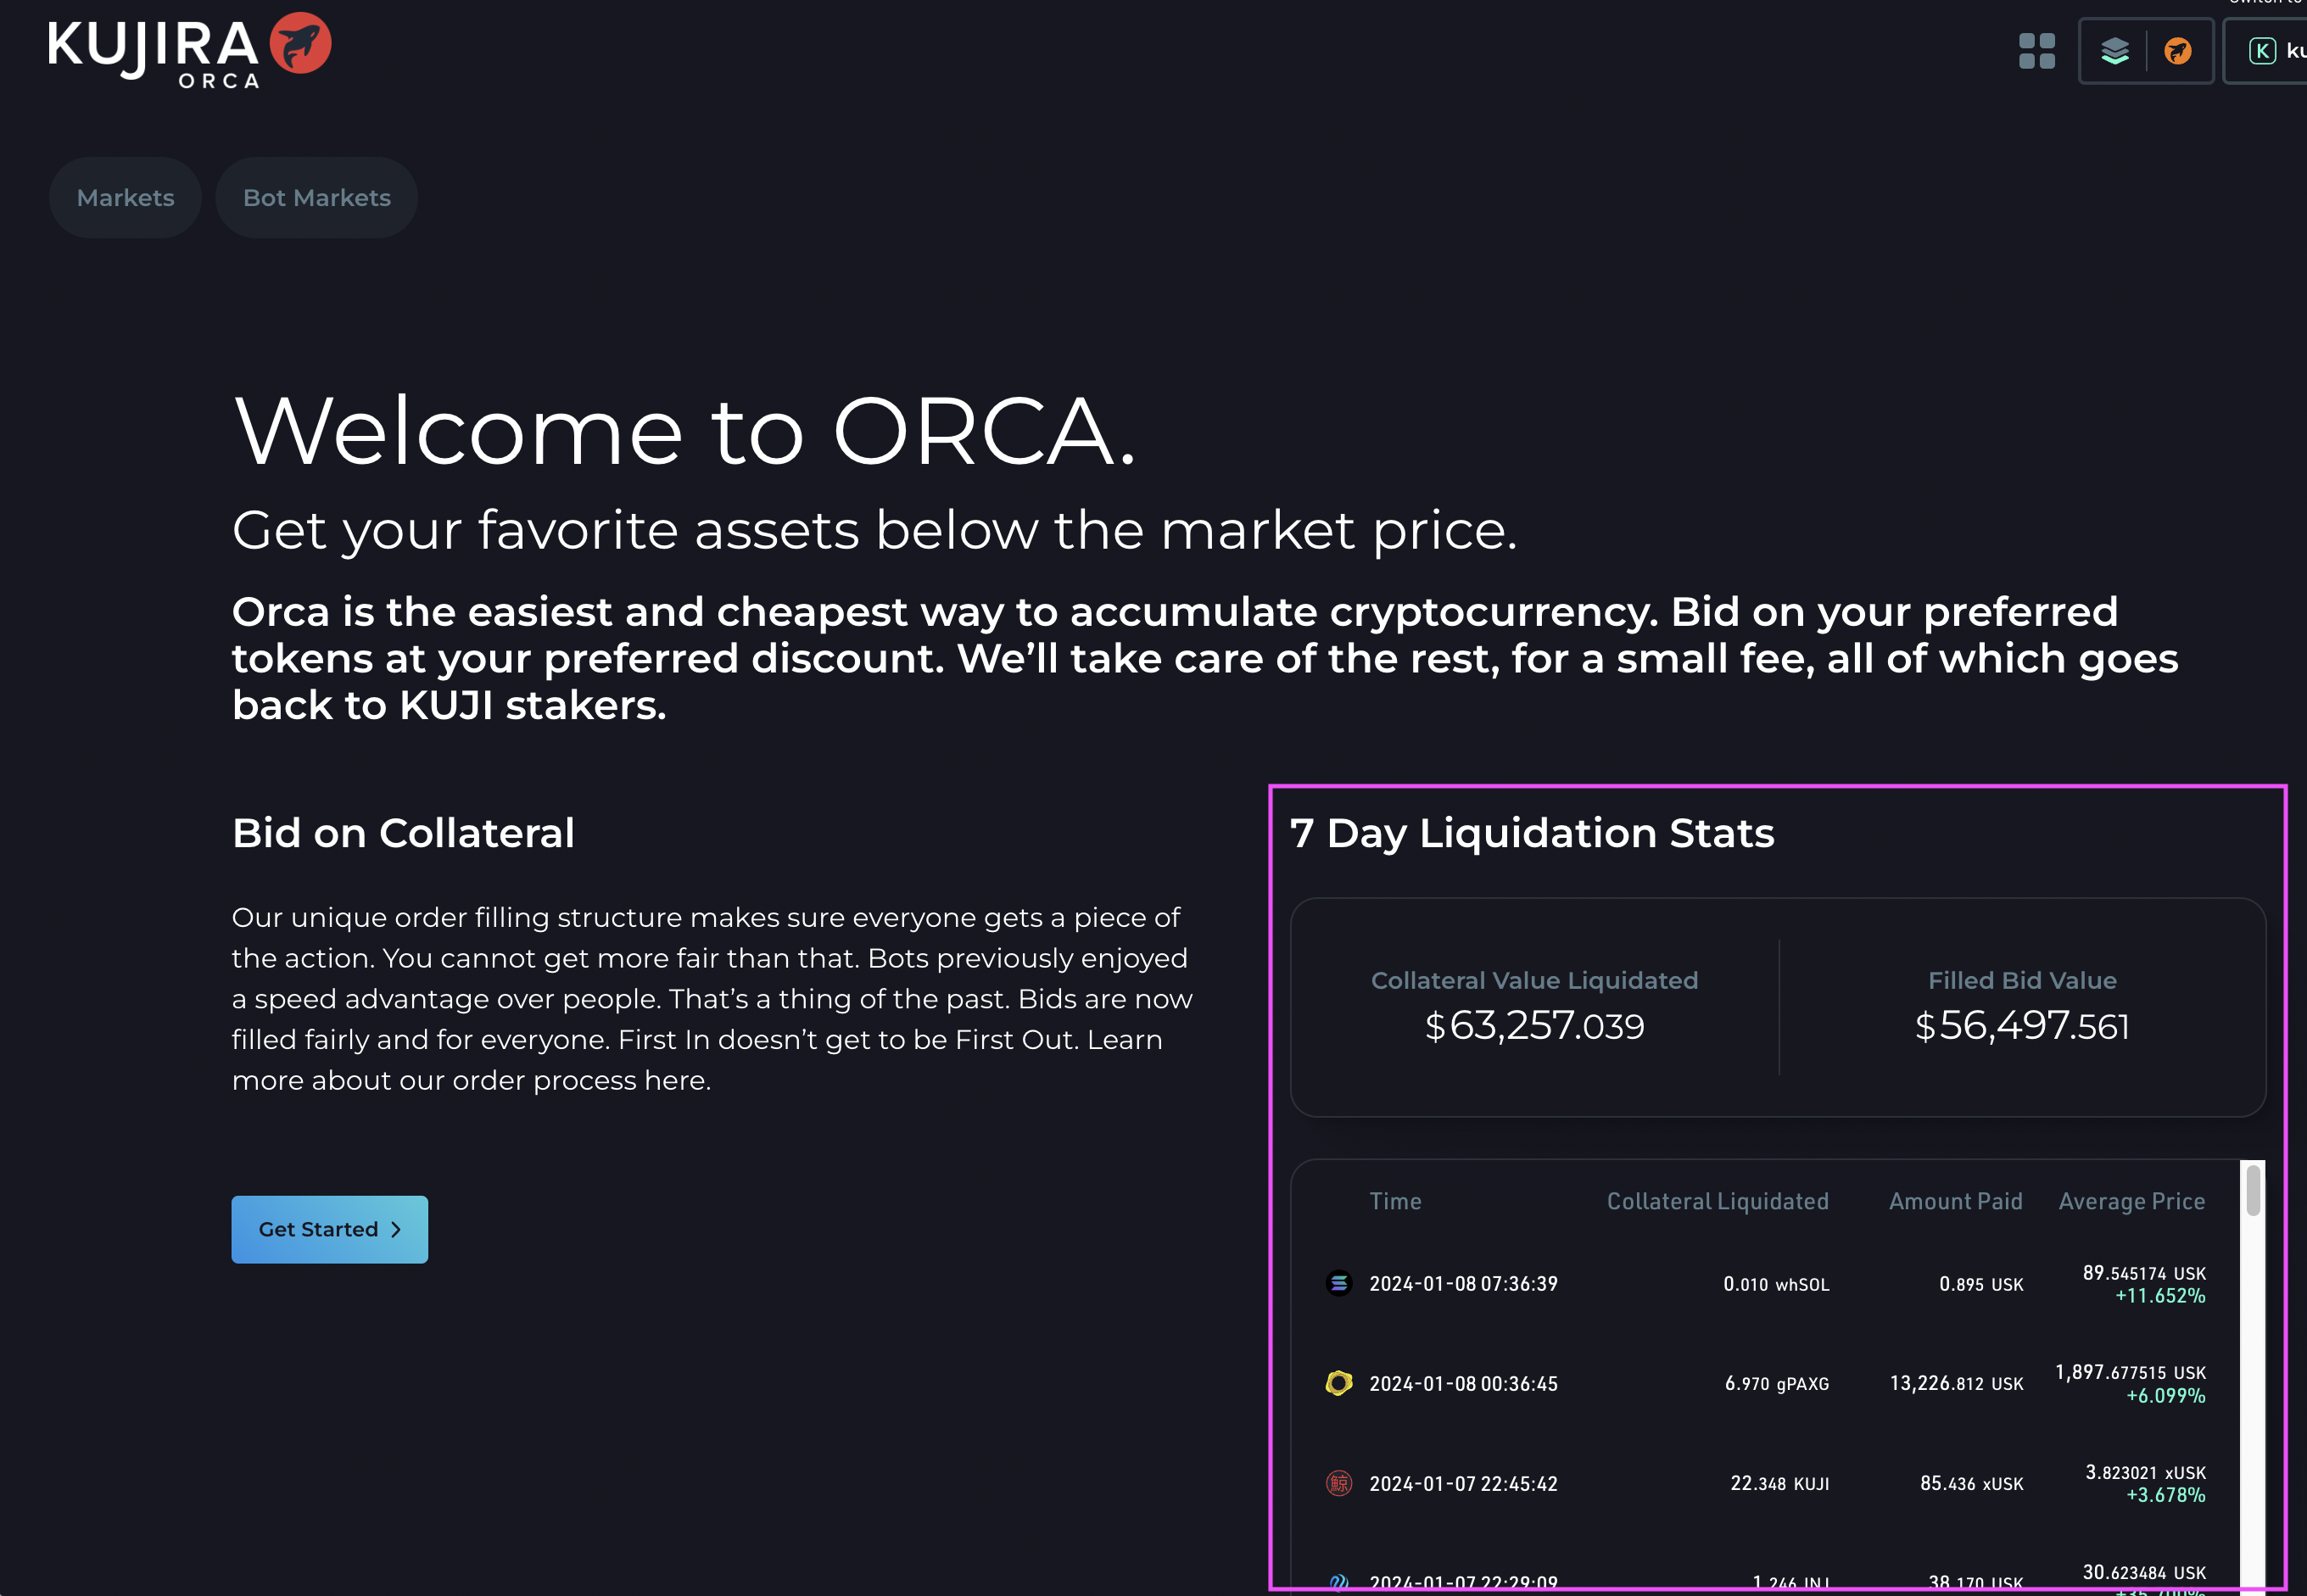 KUJIRA
ORCA
K
Markets
Bot Markets
Welcome to ORCA.
Get your favorite assets below the market price.
Orca is the easiest and cheapest way to accumulate cryptocurrency. Bid on your preferred
tokens at your preferred discount. We’ll take care of the rest, for a small fee, all of which goes
back to KUJI stakers.
Bid on Collateral
Our unique order filling structure makes sure everyone gets a piece of
the action. You cannot get more fair than that. Bots previously enjoyed
a speed advantage over people. That’s a thing of the past. Bids are now
filled fairly and for everyone. First In doesn’t get to be First Out. Learn
more about our order process here.
Get Started
7 Day Liquidation Stats
Collateral Value Liquidated
$63,257.039
Filled Bid Value
$56,497.561
Time Collateral Liquidated Amount Paid Average Price
2024-01-08 07:36:39 0.010 whSOL 0.895 USK 89.545174 USK
+11.652%
2024-01-08 00:36:45 6.970 gPAXG 13,226.812 USK 1,897.677515 USK
+6.099%
鯨 2024-01-07 22:45:42 22.348 KUJI 85.436 xUSK 3.823021 xUSK
+3.678%
2024-01-07 22:29:09 1.246 INJ 38.170 USK 30.623484 USK